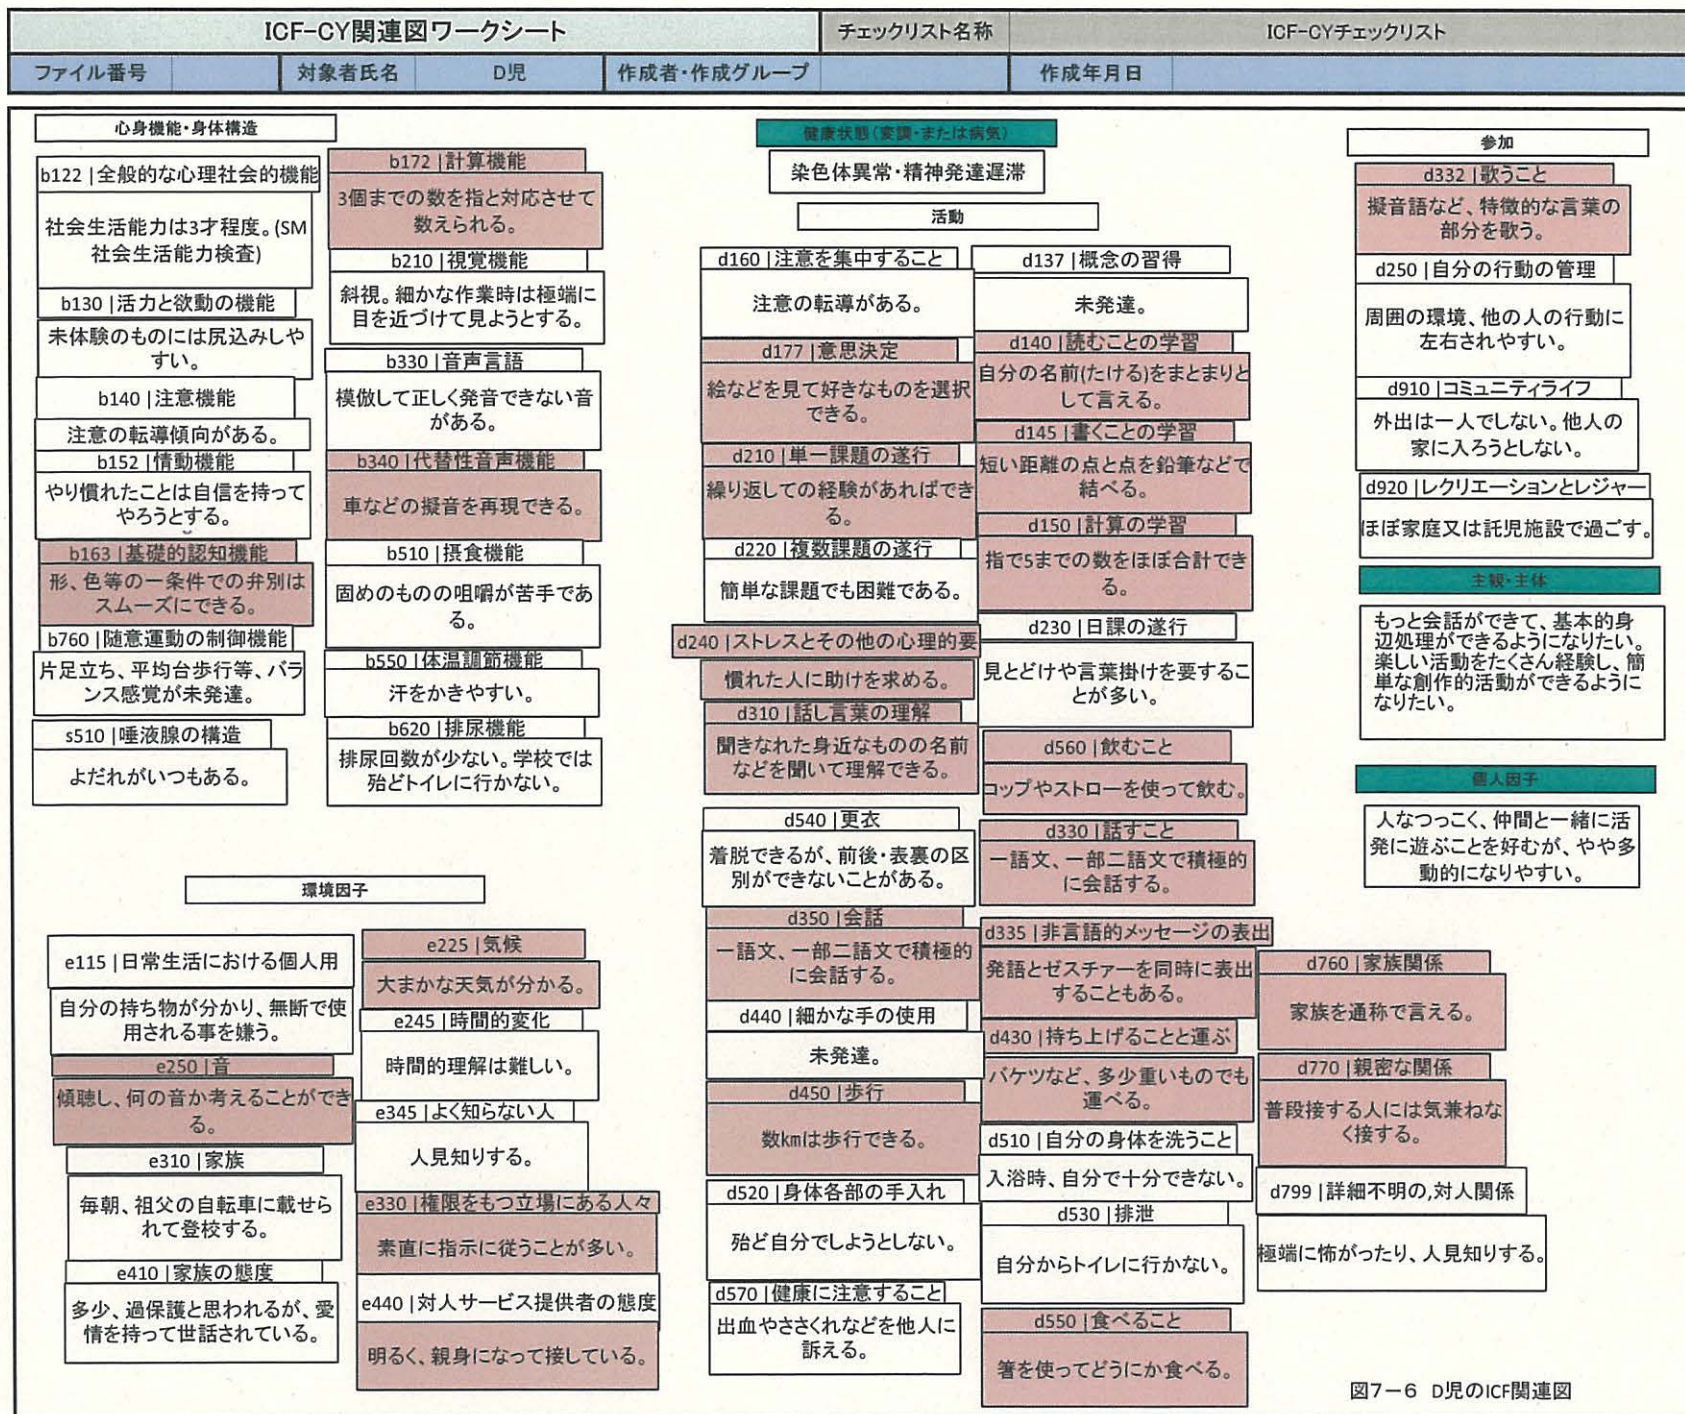 ICF-CY関連図ワークシート
チェックリスト名称
ICF-CYチェックリスト
ファイル番号
対象者氏名
D児
作成者・作成グループ
作成年月日
心身機能・身体構造
b122 |全般的な心理社会的機能
社会生活能力は3才程度。(SM
社会生活能力検査)
b130 |活力と欲動の機能
未体験のものには尻込みしや
すい。
b140 |注意機能
注意の転導傾向がある。
b152 |情動機能
やり慣れたことは自信を持って
やろうとする。
b163 |基礎的認知機能
形、色等の一条件での弁別は
スムーズにできる。
b760 |随意運動の制御機能
片足立ち、平均台歩行等、バラ
ンス感覚が未発達。
s510 |唾液腺の構造
よだれがいつもある。
b172 |計算機能
3個までの数を指と対応させて
数えられる。
b210 |視覚機能
斜視。細かな作業時は極端に
目を近づけて見ようとする。
b330 |音声言語
模倣して正しく発音できない音
がある。
b340 |代替性音声機能
車などの擬音を再現できる。
b510 |摂食機能
固めのものの咀嚼が苦手であ
る。
b550 |体温調節機能
汗をかきやすい。
b620 |排尿機能
排尿回数が少ない。学校では
殆どトイレに行かない。
健康状態(変調・または病気)
染色体異常・精神発達遅滞
活動
d160 |注意を集中すること
注意の転導がある。
d177 |意思決定
絵などを見て好きなものを選択
できる。
d210 |単一課題の遂行
繰り返しての経験があればでき
る。
d220 |複数課題の遂行
簡単な課題でも困難である。
d240 |ストレスとその他の心理的要
慣れた人に助けを求める。
d310 |話し言葉の理解
聞きなれた身近なものの名前
などを聞いて理解できる。
d540 |更衣
着脱できるが、前後・表裏の区
別ができないことがある。
d350 |会話
一語文、一部二語文で積極的
に会話する。
d440 |細かな手の使用
未発達。
d450 |歩行
数kmは歩行できる。
d520 |身体各部の手入れ
殆ど自分でしようとしない。
d570 |健康に注意すること
出血やささくれなどを他人に
訴える。
d137 |概念の習得
未発達。
d140 |読むことの学習
自分の名前(たける)をまとまりと
して言える。
d145 |書くことの学習
短い距離の点と点を鉛筆などで
結べる。
d150 |計算の学習
指で5までの数をほぼ合計でき
る。
d230 |日課の遂行
見とどけや言葉掛けを要するこ
とが多い。
d560 |飲むこと
コップやストローを使って飲む。
d330 |話すこと
一語文、一部二語文で積極的
に会話する。
d335 |非言語的メッセージの表出
発語とゼスチャーを同時に表出
することもある。
d430 |持ち上げることと運ぶ
バケツなど、多少重いものでも
運べる。
d510 |自分の身体を洗うこと
入浴時、自分で十分できない。
d530 |排泄
自分からトイレに行かない。
d550 |食べること
箸を使ってどうにか食べる。
参加
d332 |歌うこと
擬音語など、特徴的な言葉の
部分を歌う。
d250 |自分の行動の管理
周囲の環境、他の人の行動に
左右されやすい。
d910 |コミュニティライフ
外出は一人でしない。他人の
家に入ろうとしない。
d920 |レクリエーションとレジャー
ほぼ家庭又は託児施設で過ごす。
主観・主体
もっと会話ができて、基本的身
辺処理ができるようになりたい。
楽しい活動をたくさん経験し、簡
単な創作的活動ができるように
なりたい。
個人因子
人なつっこく、仲間と一緒に活
発に遊ぶことを好むが、やや多
動的になりやすい。
d760 |家族関係
家族を通称で言える。
d770 |親密な関係
普段接する人には気兼ねな
く接する。
d799 |詳細不明の,対人関係
極端に怖がったり、人見知りする。
環境因子
e115 |日常生活における個人用
自分の持ち物が分かり、無断で使
用される事を嫌う。
e250 |音
傾聴し、何の音か考えることができ
る。
e310 |家族
毎朝、祖父の自転車に載せら
れて登校する。
e410 |家族の態度
多少、過保護と思われるが、愛
情を持って世話されている。
e225 |気候
大まかな天気が分かる。
e245 |時間的変化
時間的理解は難しい。
e345 |よく知らない人
人見知りする。
e330 |権限をもつ立場にある人々
素直に指示に従うことが多い。
e440 |対人サービス提供者の態度
明るく、親身になって接している。
図7-6 D児のICF関連図